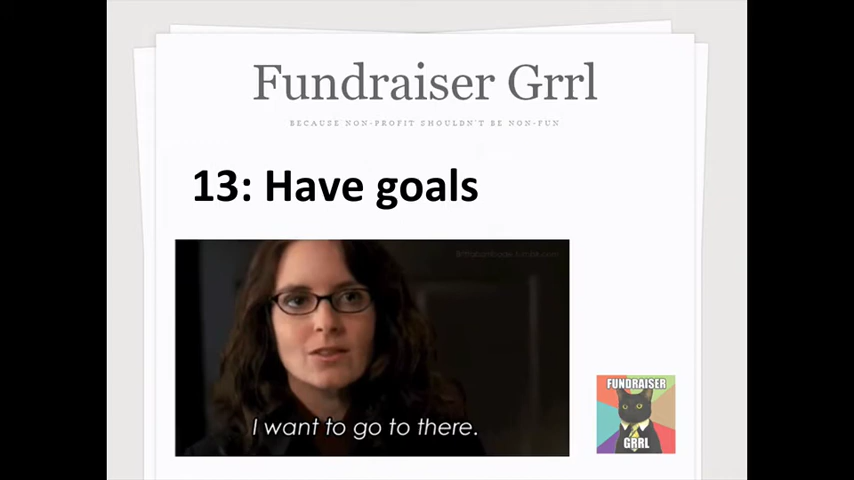 Fundraiser Grrl
BECAUSE NON-PROFIT SHOULDN'T BE NON-FUN
13: Have goals
I want to go to there.
FUNDRAISER
GRRL